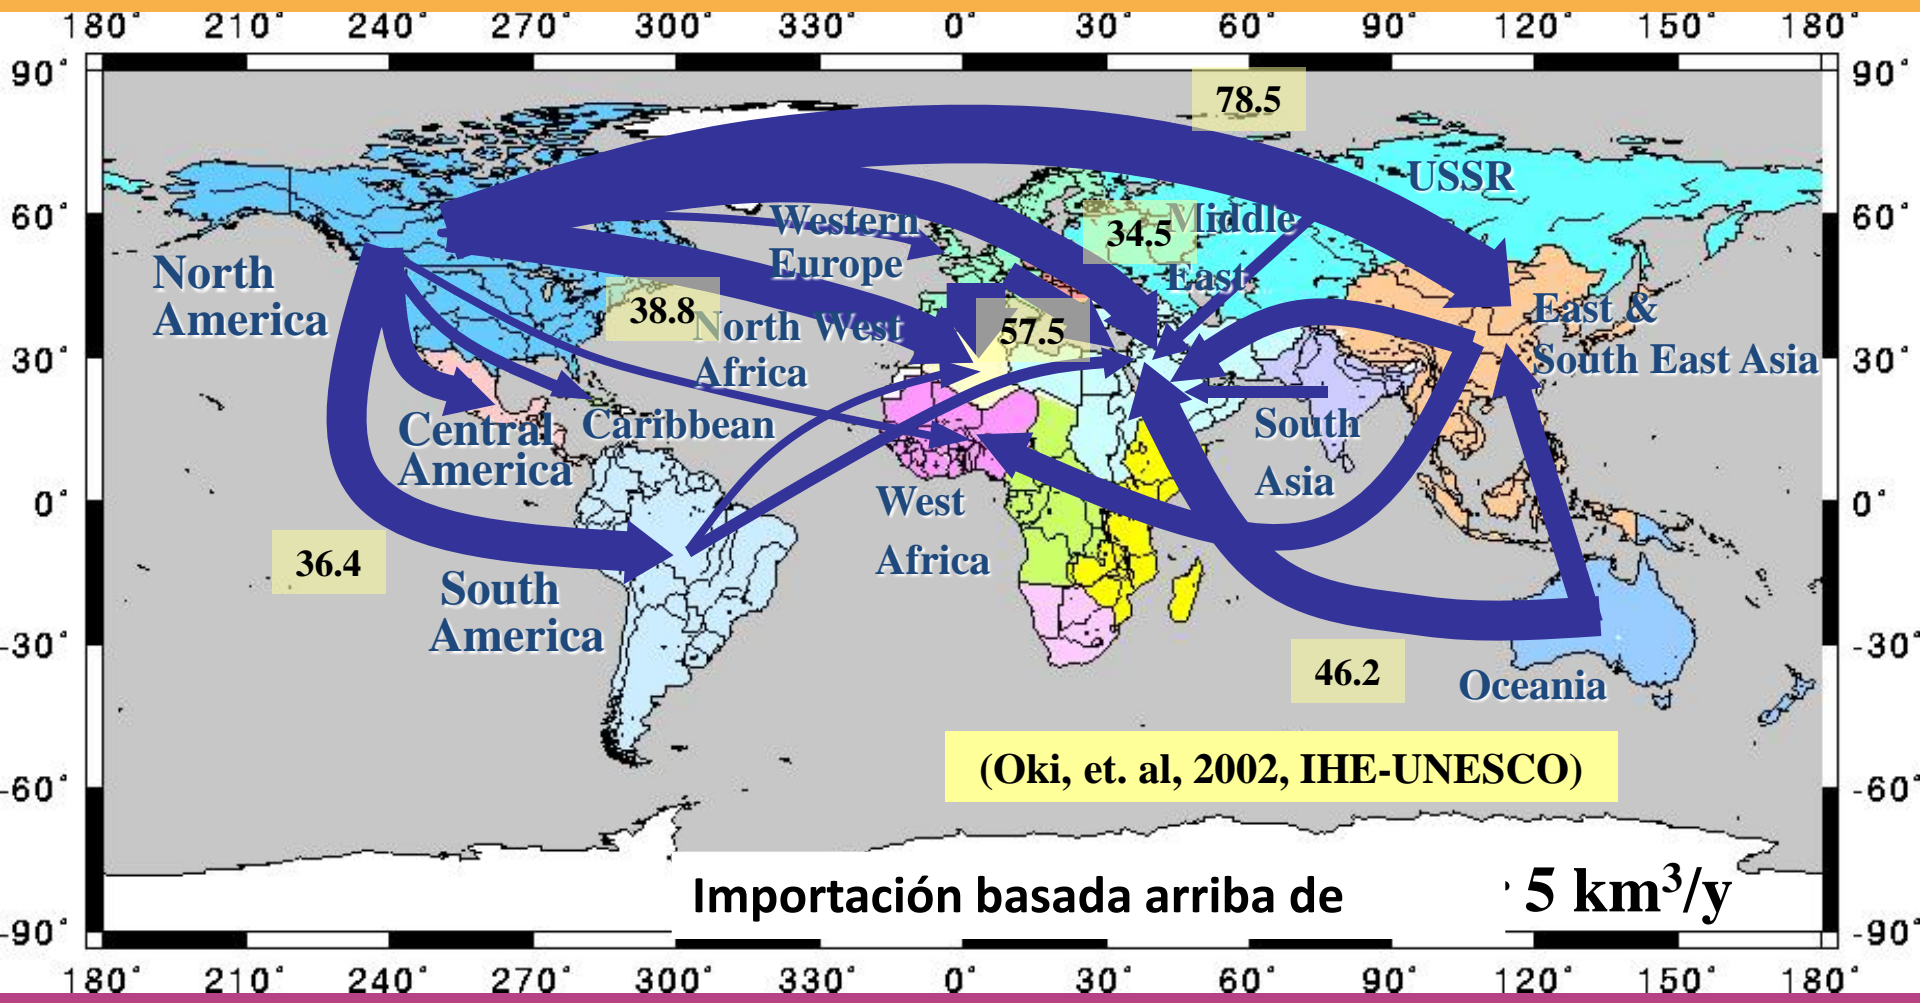 180° 210° 240° 270° 300° 330° 0° 30° 60° 90° 120° 150° 180°
90° 90°
78.5
USSR
60° 60°
Western
Europe
34.5
Middle
East
North
America
38.8
North West
Africa
57.5
East &
South East Asia
30° 30°
Central
America
Caribbean
South
Asia
West
Africa
0° 0°
36.4
South
America
-30° -30°
46.2
Oceania
(Oki, et. al, 2002, IHE-UNESCO)
-60° -60°
Importación basada arriba de 5 km³/y
-90° -90°
180° 210° 240° 270° 300° 330° 0° 30° 60° 90° 120° 150° 180°